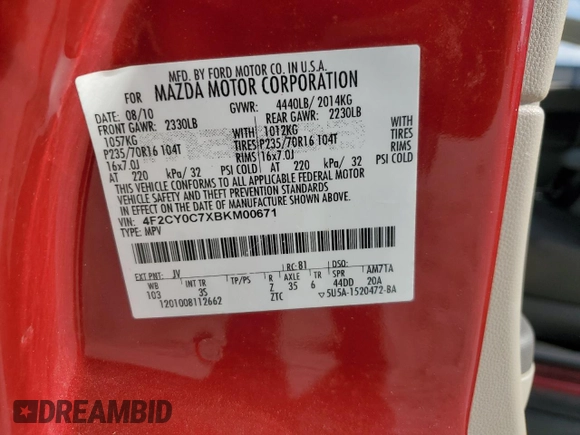 MFD. BY FORD MOTOR CO. IN U.S.A.
FOR MAZDA MOTOR CORPORATION
DATE: 08/10 GVWR: 4440LB/ 2014KG
FRONT GAWR: 2330LB REAR GAWR: 2230LB
1057KG WITH 1012KG WITH
P235/70R16 104T TIRES P235/70R16 104T TIRES
16x7.0J RIMS 16x7.0J RIMS
AT 220 kPa/ 32 PSI COLD AT 220 kPa/ 32 PSI COLD
THIS VEHICLE CONFORMS TO ALL APPLICABLE FEDERAL MOTOR
VEHICLE SAFETY AND THEFT PREVENTION STANDARDS
IN EFFECT ON THE DATE OF MANUFACTURE SHOWN ABOVE.
VIN: 4F2CY0C7XBKM00671
TYPE: MPV
EXT PNT: JV RC: 81 DSO:
WB INT TR TP/PS R AXLE TR SPR AM71A
103 35 Z 35 6 44DD 20A
1201008112662 ZTC 5U5A-1520472-BA
DREAMBID